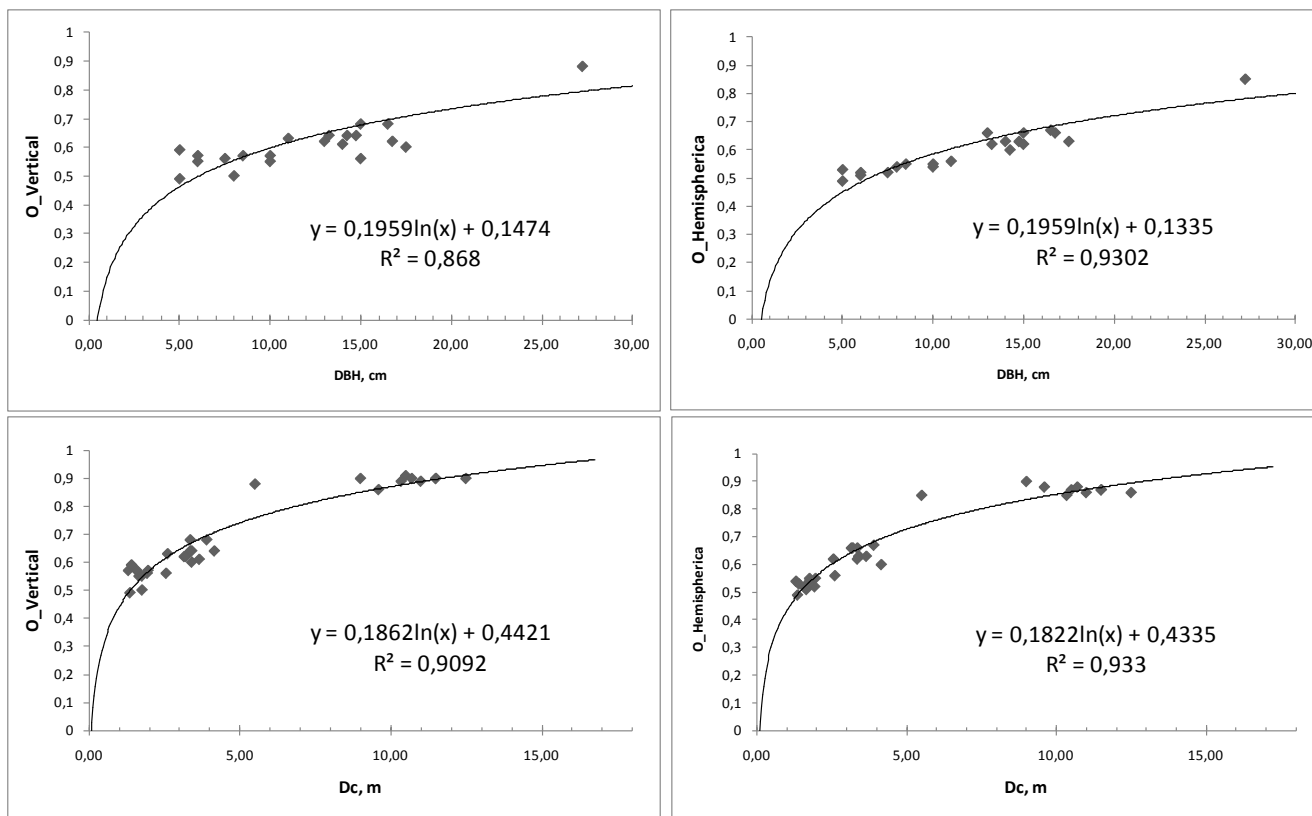 1
0,9
0,8
0,7
0,6
0,5
0,4
0,3
0,2
0,1
0
O_Vertical
y = 0,1959ln(x) + 0,1474
R² = 0,868
0,00 5,00 10,00 15,00 20,00 25,00 30,00
DBH, cm
1
0,9
0,8
0,7
0,6
0,5
0,4
0,3
0,2
0,1
0
O_Hemispherica
y = 0,1959ln(x) + 0,1335
R² = 0,9302
0,00 5,00 10,00 15,00 20,00 25,00 30,00
DBH, cm
1
0,9
0,8
0,7
0,6
0,5
0,4
0,3
0,2
0,1
0
O_Vertical
y = 0,1862ln(x) + 0,4421
R² = 0,9092
0,00 5,00 10,00 15,00
Dc, m
1
0,9
0,8
0,7
0,6
0,5
0,4
0,3
0,2
0,1
0
O_Hemispherica
y = 0,1822ln(x) + 0,4335
R² = 0,933
0,00 5,00 10,00 15,00
Dc, m